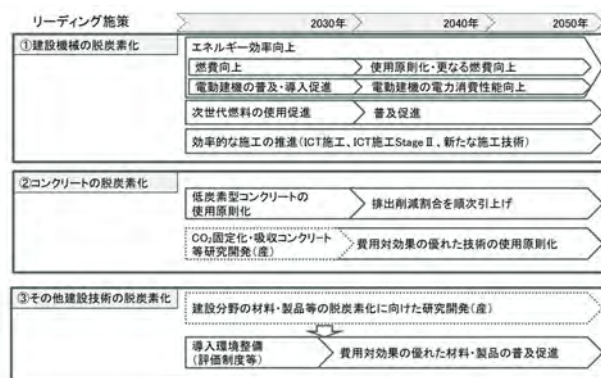 リーディング施策
2030年
2040年
2050年
①建設機械の脱炭素化
エネルギー効率向上
燃費向上
使用原則化・更なる燃費向上
電動建機の普及・導入促進
電動建機の電力消費性能向上
次世代燃料の使用促進
普及促進
効率的な施工の推進(ICT施工、ICT施工StageⅡ、新たな施工技術)
②コンクリートの脱炭素化
低炭素型コンクリートの
使用原則化
排出削減割合を順次引上げ
CO₂固定化・吸収コンクリート
等研究開発(産)
費用対効果の優れた技術の使用原則化
③その他建設技術の脱炭素化
建設分野の材料・製品等の脱炭素化に向けた研究開発(産)
導入環境整備
(評価制度等)
費用対効果の優れた材料・製品の普及促進